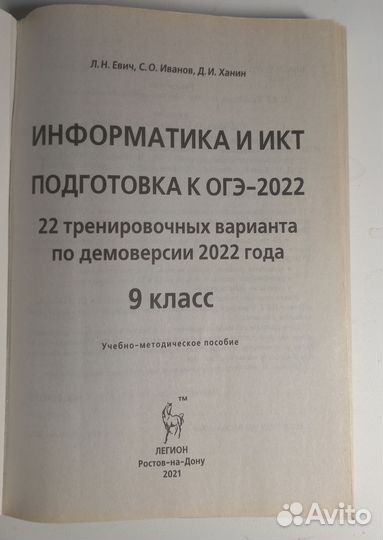 Л. Н. Евич, С. О. Иванов, Д. И. Ханин
ИНФОРМАТИКА И ИКТ
ПОДГОТОВКА К ОГЭ-2022
22 тренировочных варианта
по демоверсии 2022 года
9 класс
Учебно-методическое пособие
TM
ЛЕГИОН
Ростов-на-Дону
2021
Avito